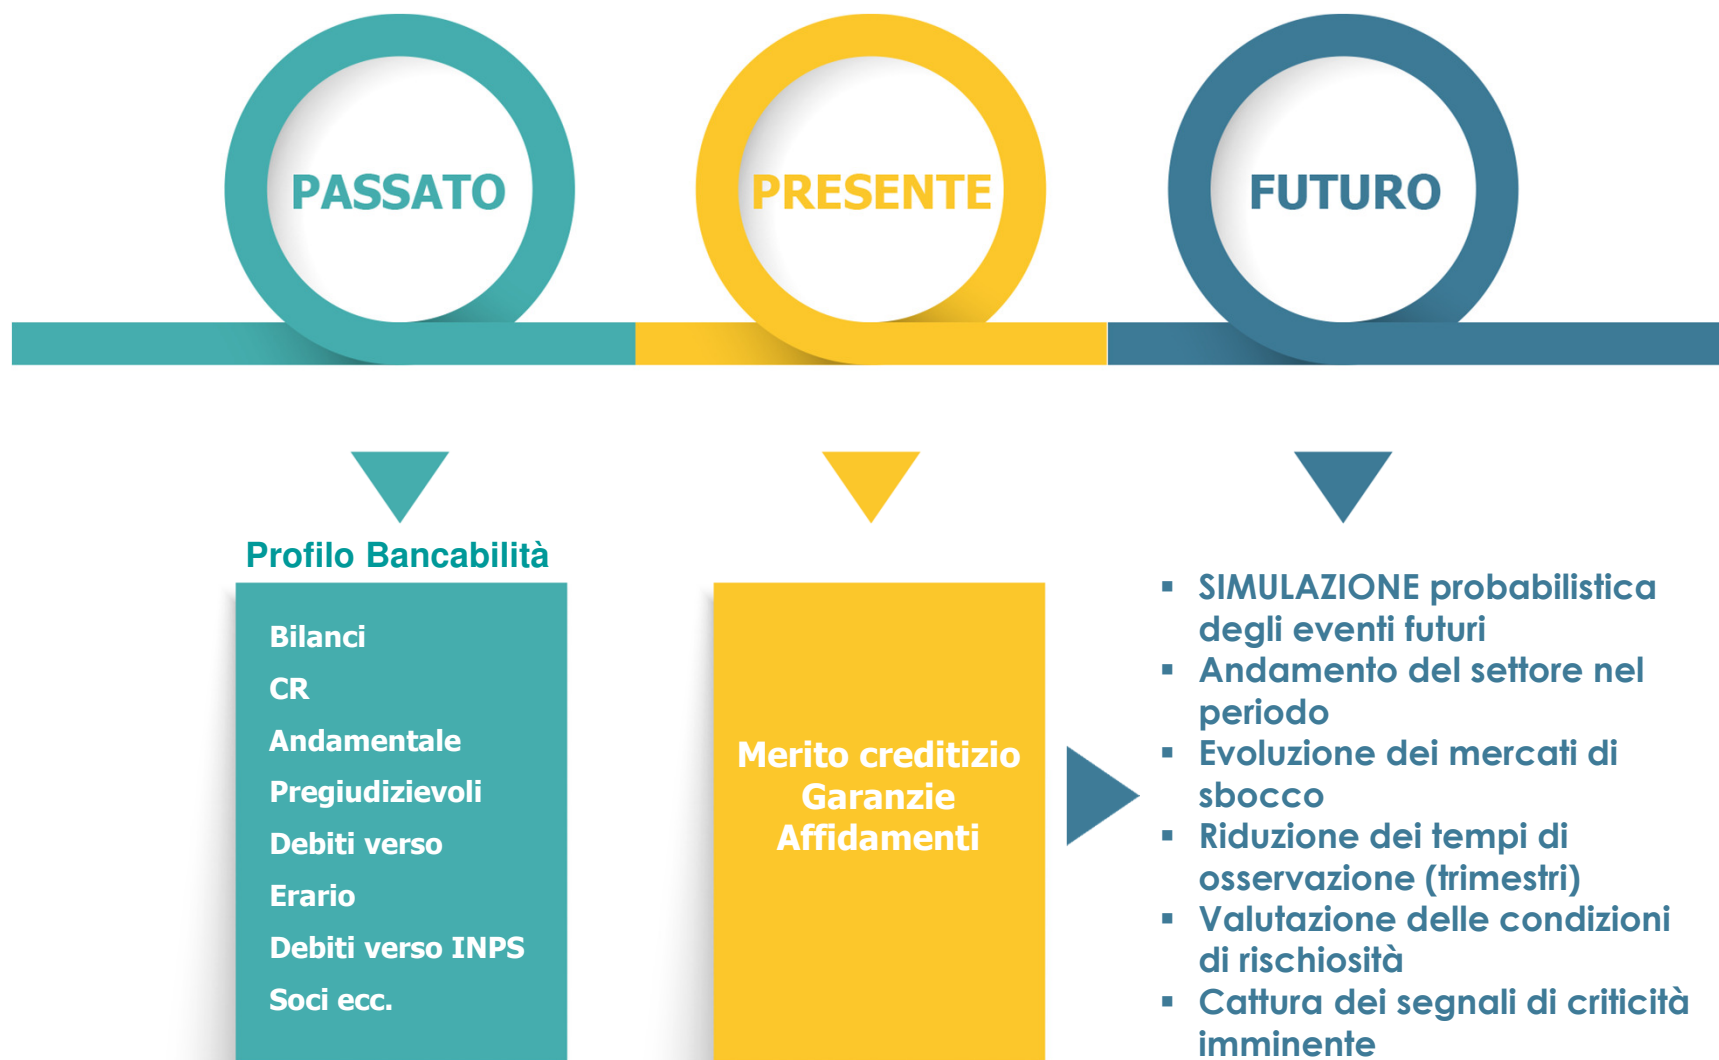 PASSATO
PRESENTE
FUTURO
Profilo Bancabilità
Bilanci
CR
Andamentale
Pregiudizievoli
Debiti verso
Erario
Debiti verso INPS
Soci ecc.
Merito creditizio
Garanzie
Affidamenti
▪ SIMULAZIONE probabilistica
degli eventi futuri
▪ Andamento del settore nel
periodo
▪ Evoluzione dei mercati di
sbocco
▪ Riduzione dei tempi di
osservazione (trimestri)
▪ Valutazione delle condizioni
di rischiosità
▪ Cattura dei segnali di criticità
imminente